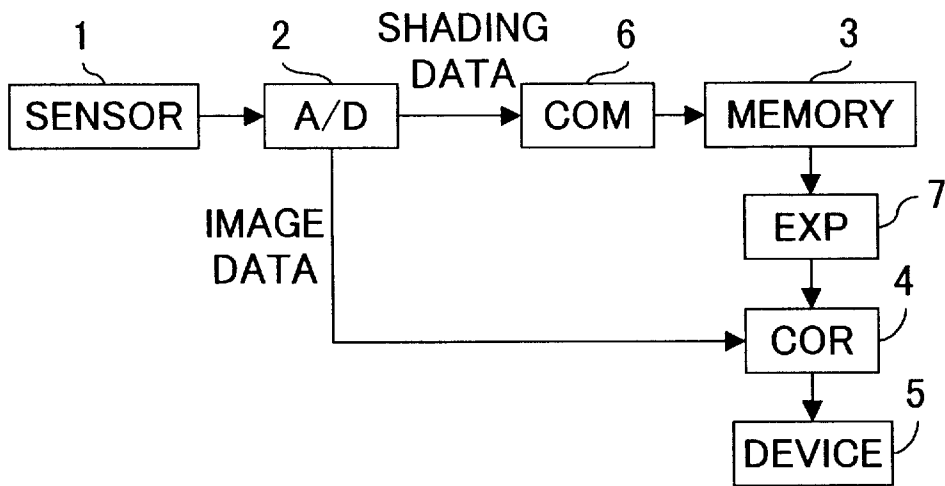 1
2
SHADING
DATA
6
3
SENSOR
A/D
COM
MEMORY
IMAGE
DATA
7
EXP
4
COR
5
DEVICE